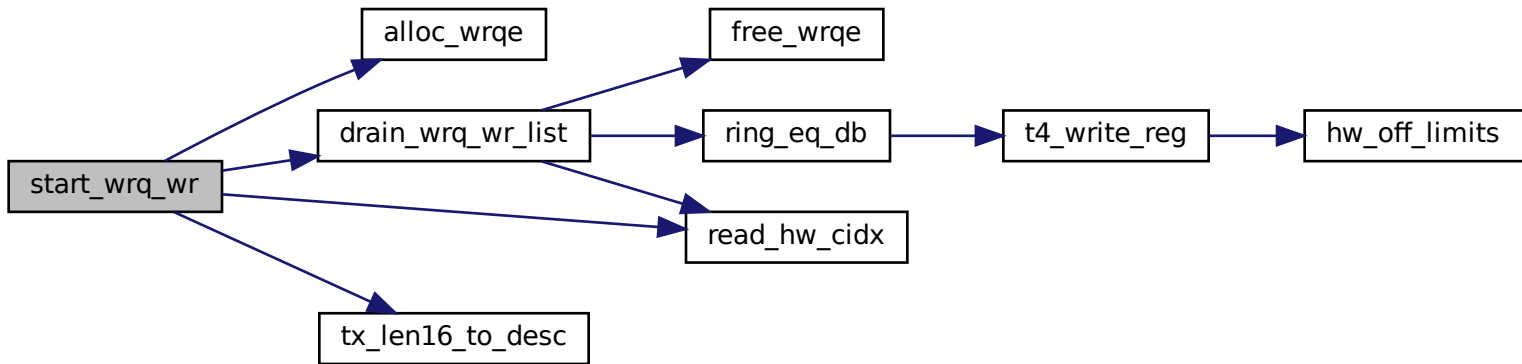 alloc_wrqe
free_wrqe
drain_wrq_wr_list
ring_eq_db
t4_write_reg
hw_off_limits
start_wrq_wr
read_hw_cidx
tx_len16_to_desc